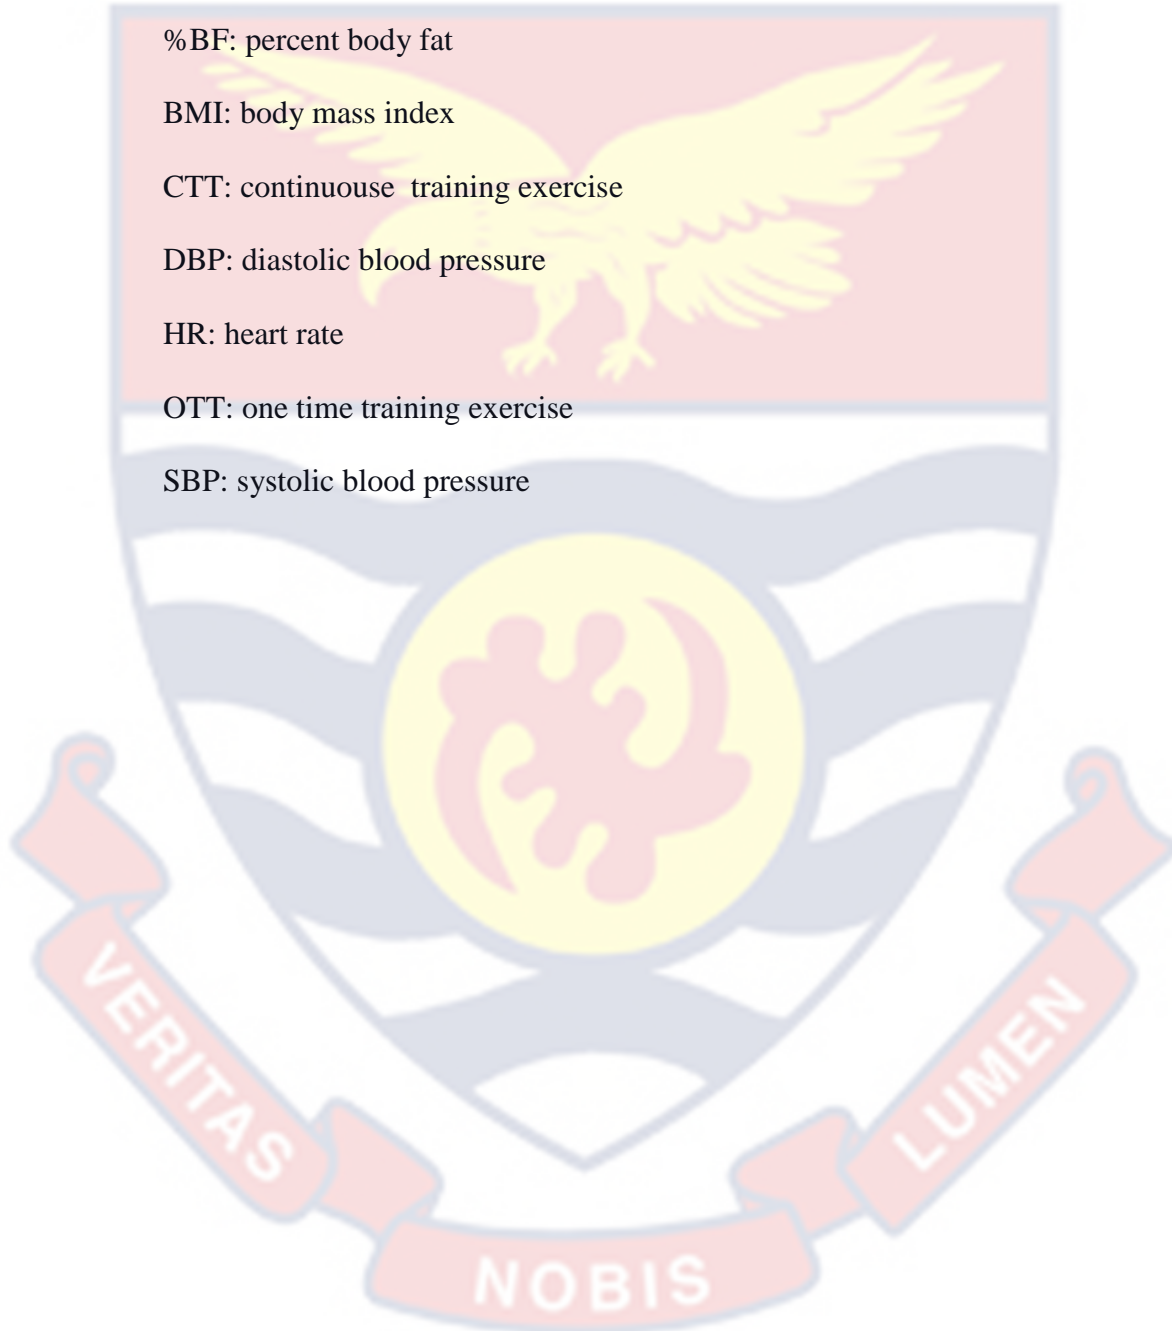 %BF: percent body fat
BMI: body mass index
CTT: continuouse  training exercise
DBP: diastolic blood pressure
HR: heart rate
OTT: one time training exercise
SBP: systolic blood pressure
VERITAS
NOBIS
LUMEN